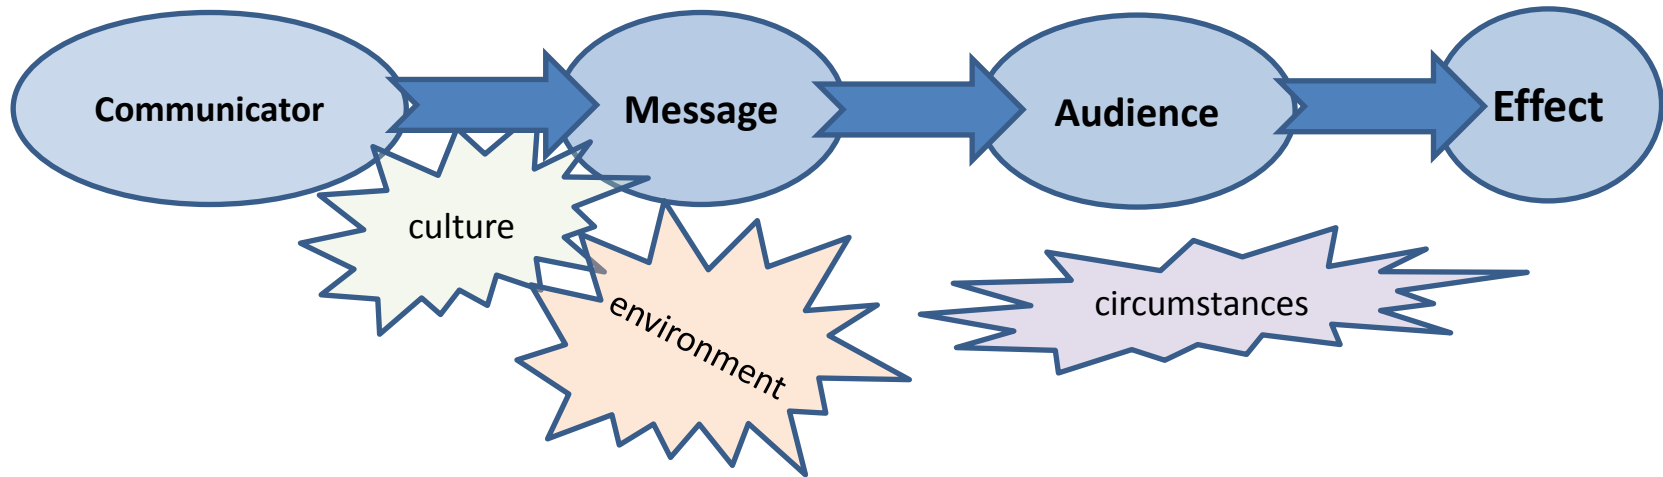 Communicator
Message
Audience
Effect
culture
environment
circumstances